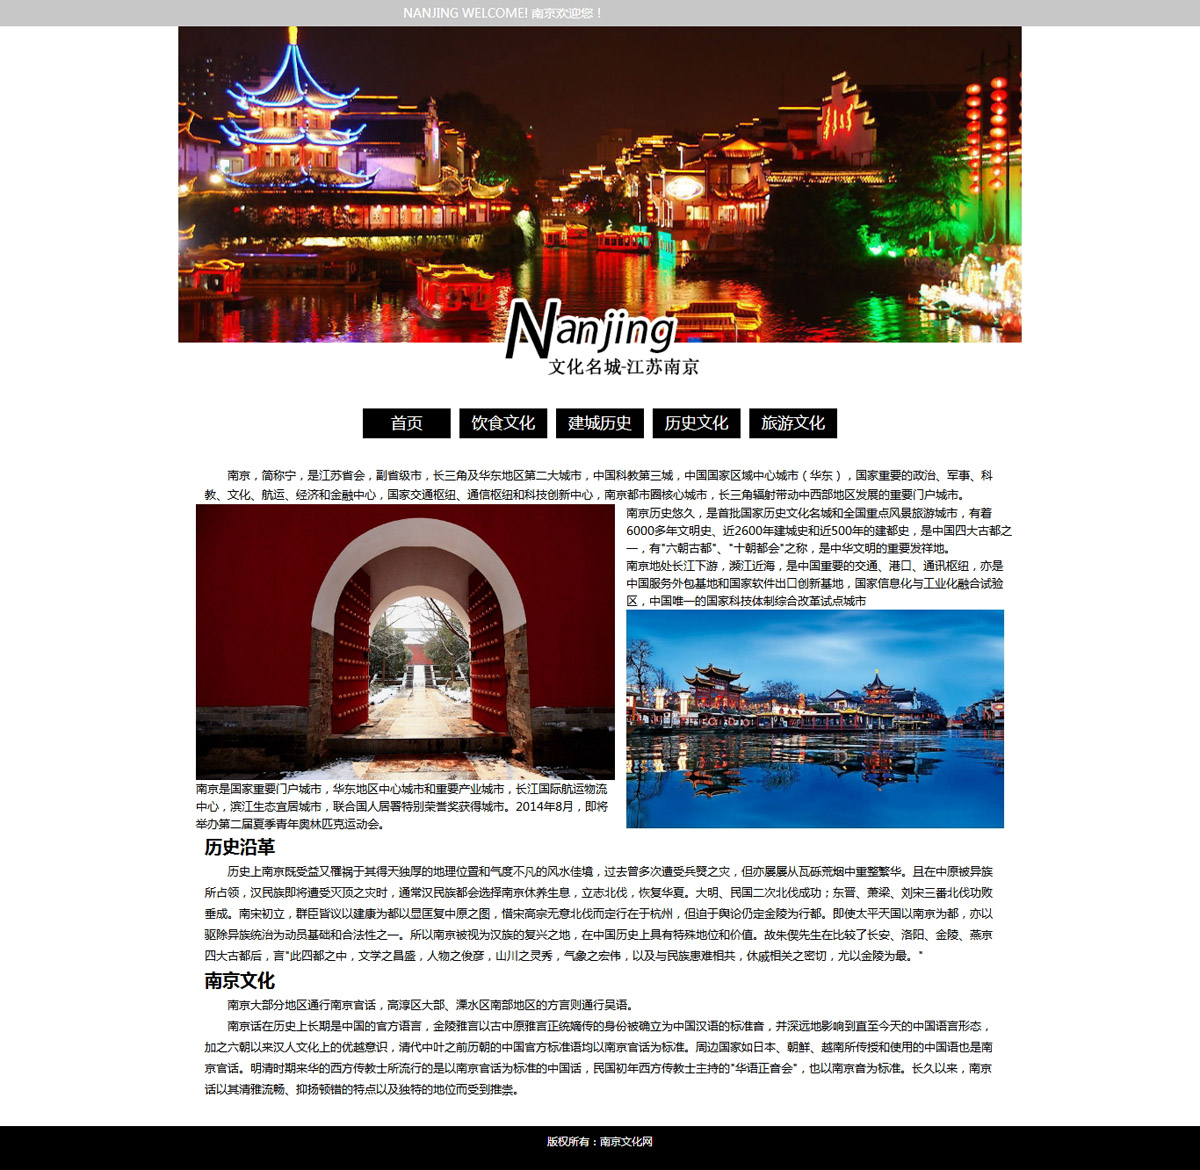 NANJING WELCOME! 南京欢迎您！
Nanjing
文化名城-江苏南京
首页 饮食文化 建城历史 历史文化 旅游文化
南京，简称宁，是江苏省会，副省级市，长三角及华东地区第二大城市，中国科教第三城，中国国家区域中心城市（华东），国家重要的政治、军事、科
教、文化、航运、经济和金融中心，国家交通枢纽、通信枢纽和科技创新中心，南京都市圈核心城市，长三角辐射带动中西部地区发展的重要门户城市。
南京历史悠久，是首批国家历史文化名城和全国重点风景旅游城市，有着
6000多年文明史、近2600年建城史和近500年的建都史，是中国四大古都之
一，有"六朝古都"、"十朝都会"之称，是中华文明的重要发祥地。
南京地处长江下游，濒江近海，是中国重要的交通、港口、通讯枢纽，亦是
中国服务外包基地和国家软件出口创新基地，国家信息化与工业化融合试验
区，中国唯一的国家科技体制综合改革试点城市
南京是国家重要门户城市，华东地区中心城市和重要产业城市，长江国际航运物流
中心，滨江生态宜居城市，联合国人居署特别荣誉奖获得城市。2014年8月，即将
举办第二届夏季青年奥林匹克运动会。
历史沿革
历史上南京既受益又罹祸于其得天独厚的地理位置和气度不凡的风水佳境，过去曾多次遭受兵燹之灾，但亦屡屡从瓦砾荒烟中重整繁华。且在中原被异族
所占领，汉民族即将遭受灭顶之灾时，通常汉民族都会选择南京休养生息，立志北伐，恢复华夏。大明、民国二次北伐成功；东晋、萧梁、刘宋三番北伐功败
垂成。南宋初立，群臣皆议以建康为都以显匡复中原之图，惜宋高宗无意北伐而定行在于杭州，但迫于舆论仍定金陵为行都。即使太平天国以南京为都，亦以
驱除异族统治为动员基础和合法性之一。所以南京被视为汉族的复兴之地，在中国历史上具有特殊地位和价值。故朱偰先生在比较了长安、洛阳、金陵、燕京
四大古都后，言"此四都之中，文学之昌盛，人物之俊彦，山川之灵秀，气象之宏伟，以及与民族患难相共，休戚相关之密切，尤以金陵为最。"
南京文化
南京大部分地区通行南京官话，高淳区大部、溧水区南部地区的方言则通行吴语。
南京话在历史上长期是中国的官方语言，金陵雅言以古中原雅言正统嫡传的身份被确立为中国汉语的标准音，并深远地影响到直至今天的中国语言形态，
加之六朝以来汉人文化上的优越意识，清代中叶之前历朝的中国官方标准语均以南京官话为标准。周边国家如日本、朝鲜、越南所传授和使用的中国语也是南
京官话。明清时期来华的西方传教士所流行的是以南京官话为标准的中国话，民国初年西方传教士主持的"华语正音会"，也以南京音为标准。长久以来，南京
话以其清雅流畅、抑扬顿错的特点以及独特的地位而受到推崇。
版权所有：南京文化网